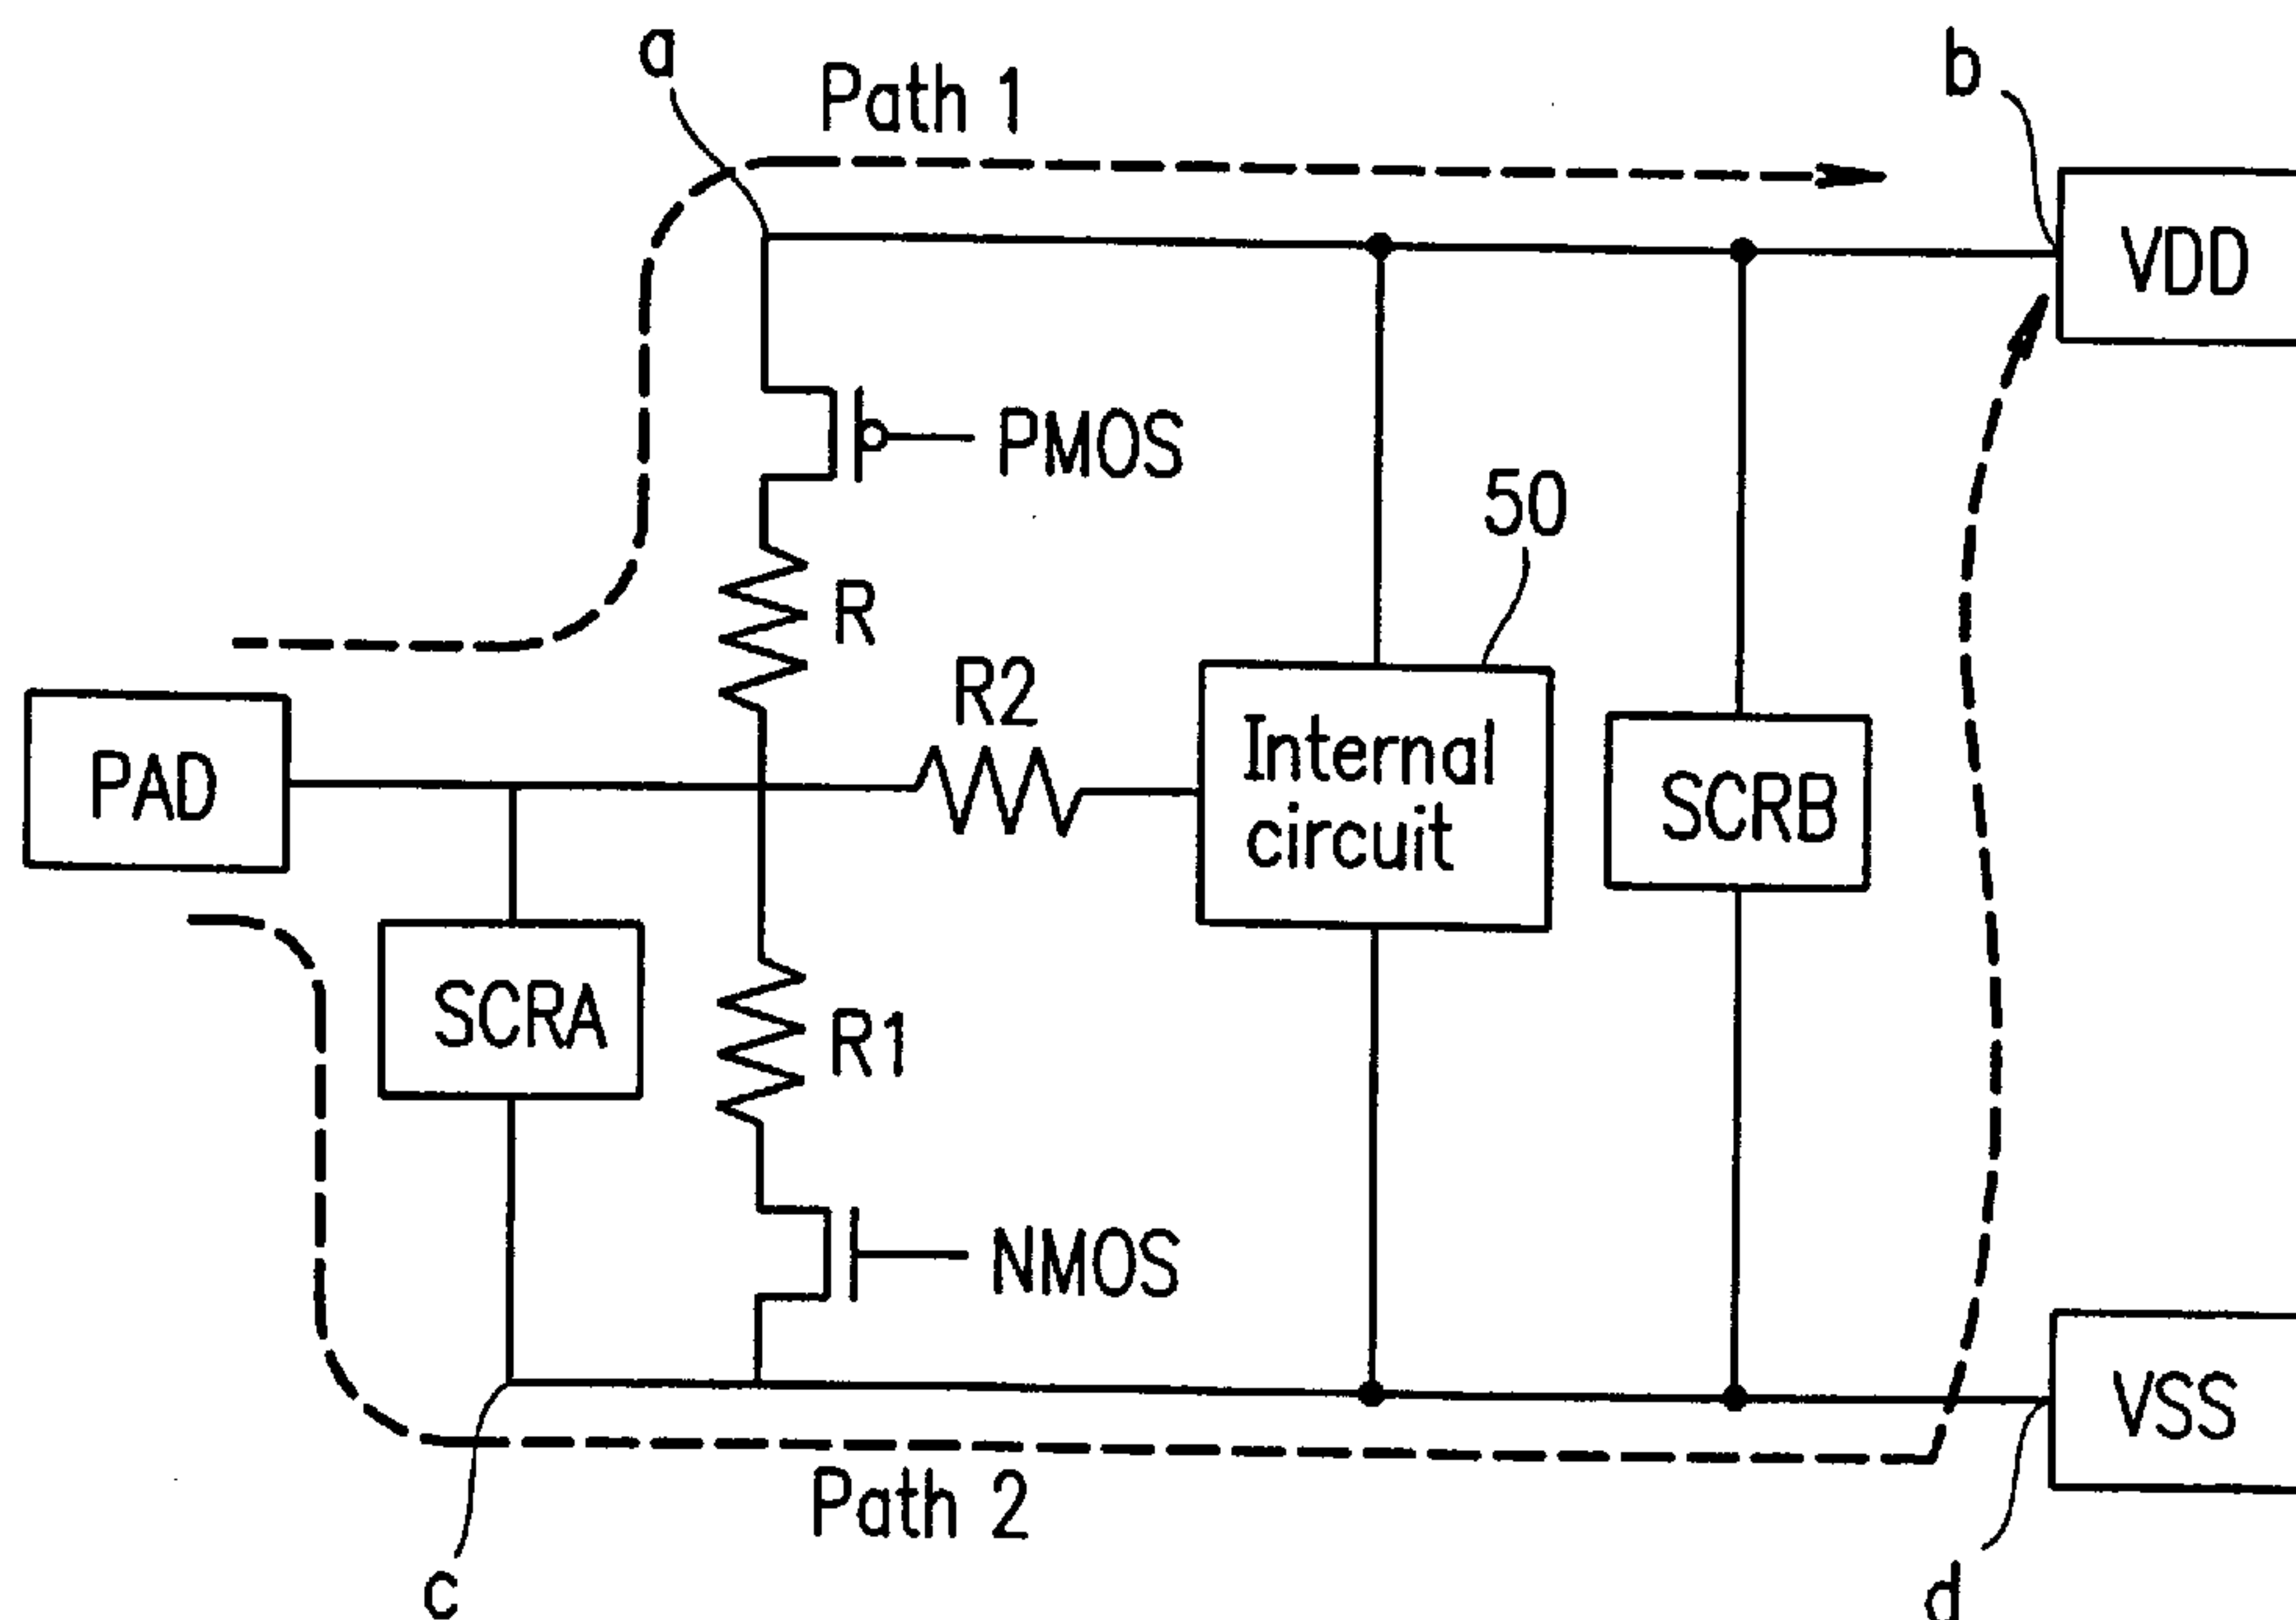 a
Path 1
b
VDD
PMOS
50
R
R2
PAD
Internal
circuit
SCRB
SCRA
R1
NMOS
VSS
Path 2
c
d